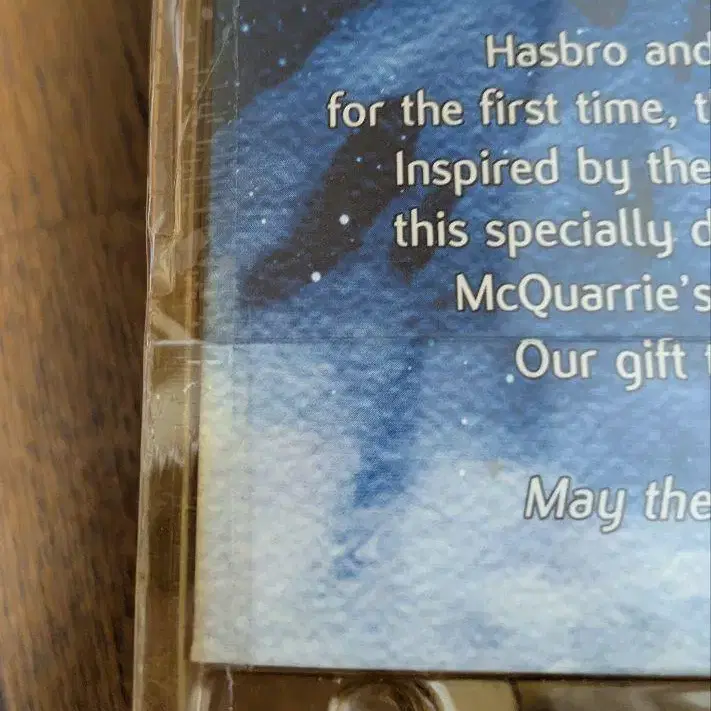 Hasbro and
for the first time,
Inspired by the
this specially
McQuarrie's
Our gift
May the